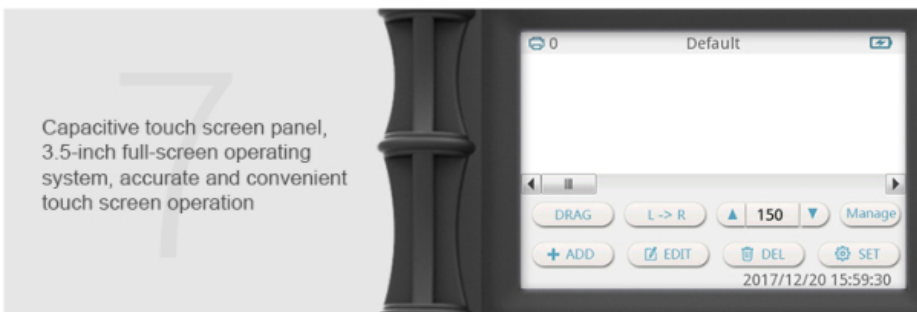 7
Capacitive touch screen panel,
3.5-inch full-screen operating
system, accurate and convenient
touch screen operation
0 Default
DRAG L -> R 150 Manage
ADD EDIT DEL SET
2017/12/20 15:59:30